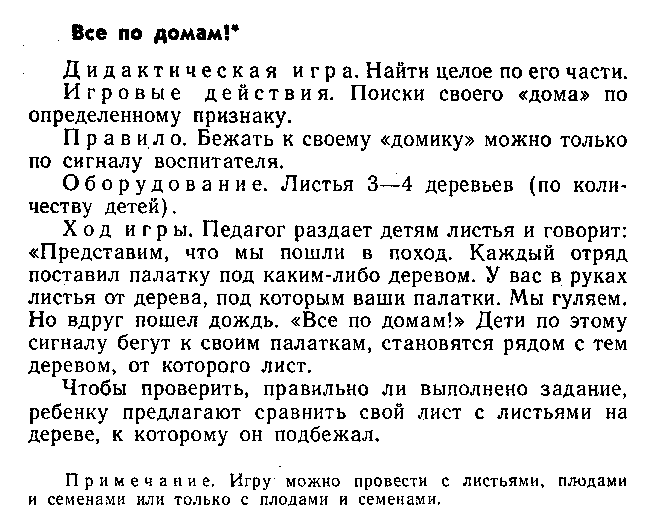 Все по домам!*
Дидактическая игра. Найти целое по его части.
Игровые действия. Поиски своего «дома» по
определенному признаку.
Правило. Бежать к своему «домику» можно только
по сигналу воспитателя.
Оборудование. Листья 3—4 деревьев (по коли-
честву детей).
Ход игры. Педагог раздает детям листья и говорит:
«Представим, что мы пошли в поход. Каждый отряд
поставил палатку под каким-либо деревом. У вас в руках
листья от дерева, под которым ваши палатки. Мы гуляем.
Но вдруг пошел дождь. «Все по домам!» Дети по этому
сигналу бегут к своим палаткам, становятся рядом с тем
деревом, от которого лист.
Чтобы проверить, правильно ли выполнено задание,
ребенку предлагают сравнить свой лист с листьями на
дереве, к которому он подбежал.
Примечание. Игру можно провести с листьями, плодами
и семенами или только с плодами и семенами.